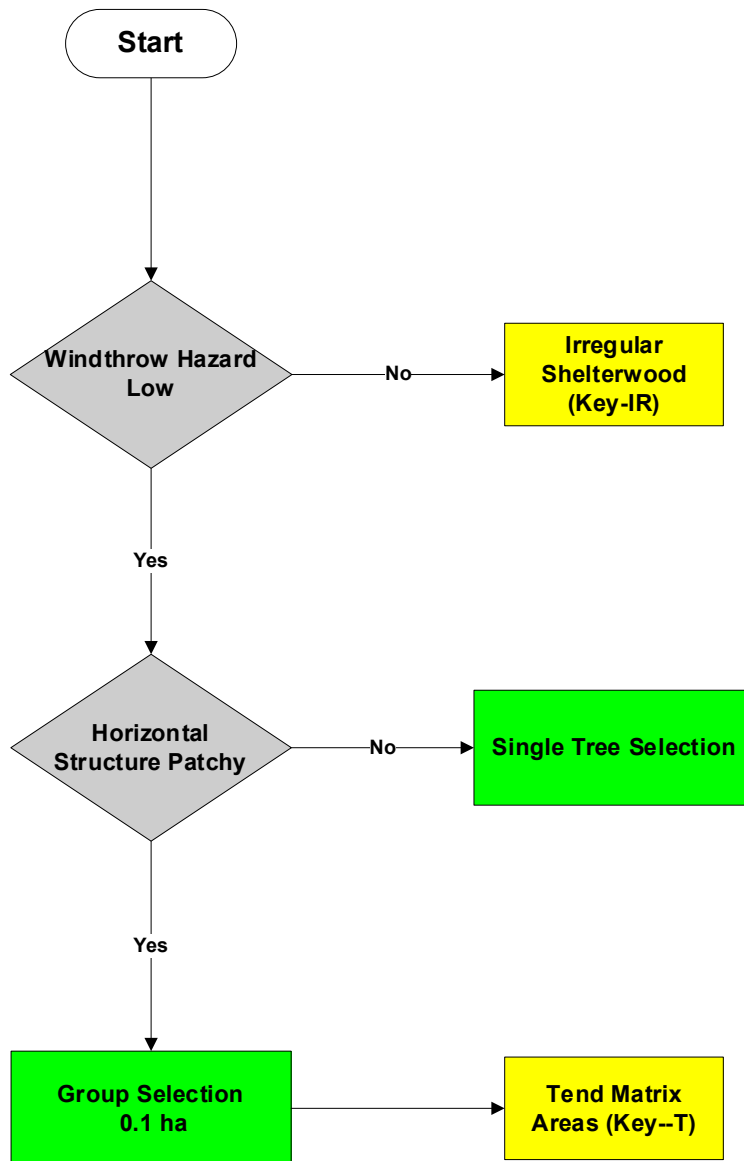 Start
Windthrow Hazard
Low
No
Irregular
Shelterwood
(Key-IR)
Yes
Horizontal
Structure Patchy
No
Single Tree Selection
Yes
Group Selection
0.1 ha
Tend Matrix
Areas (Key--T)